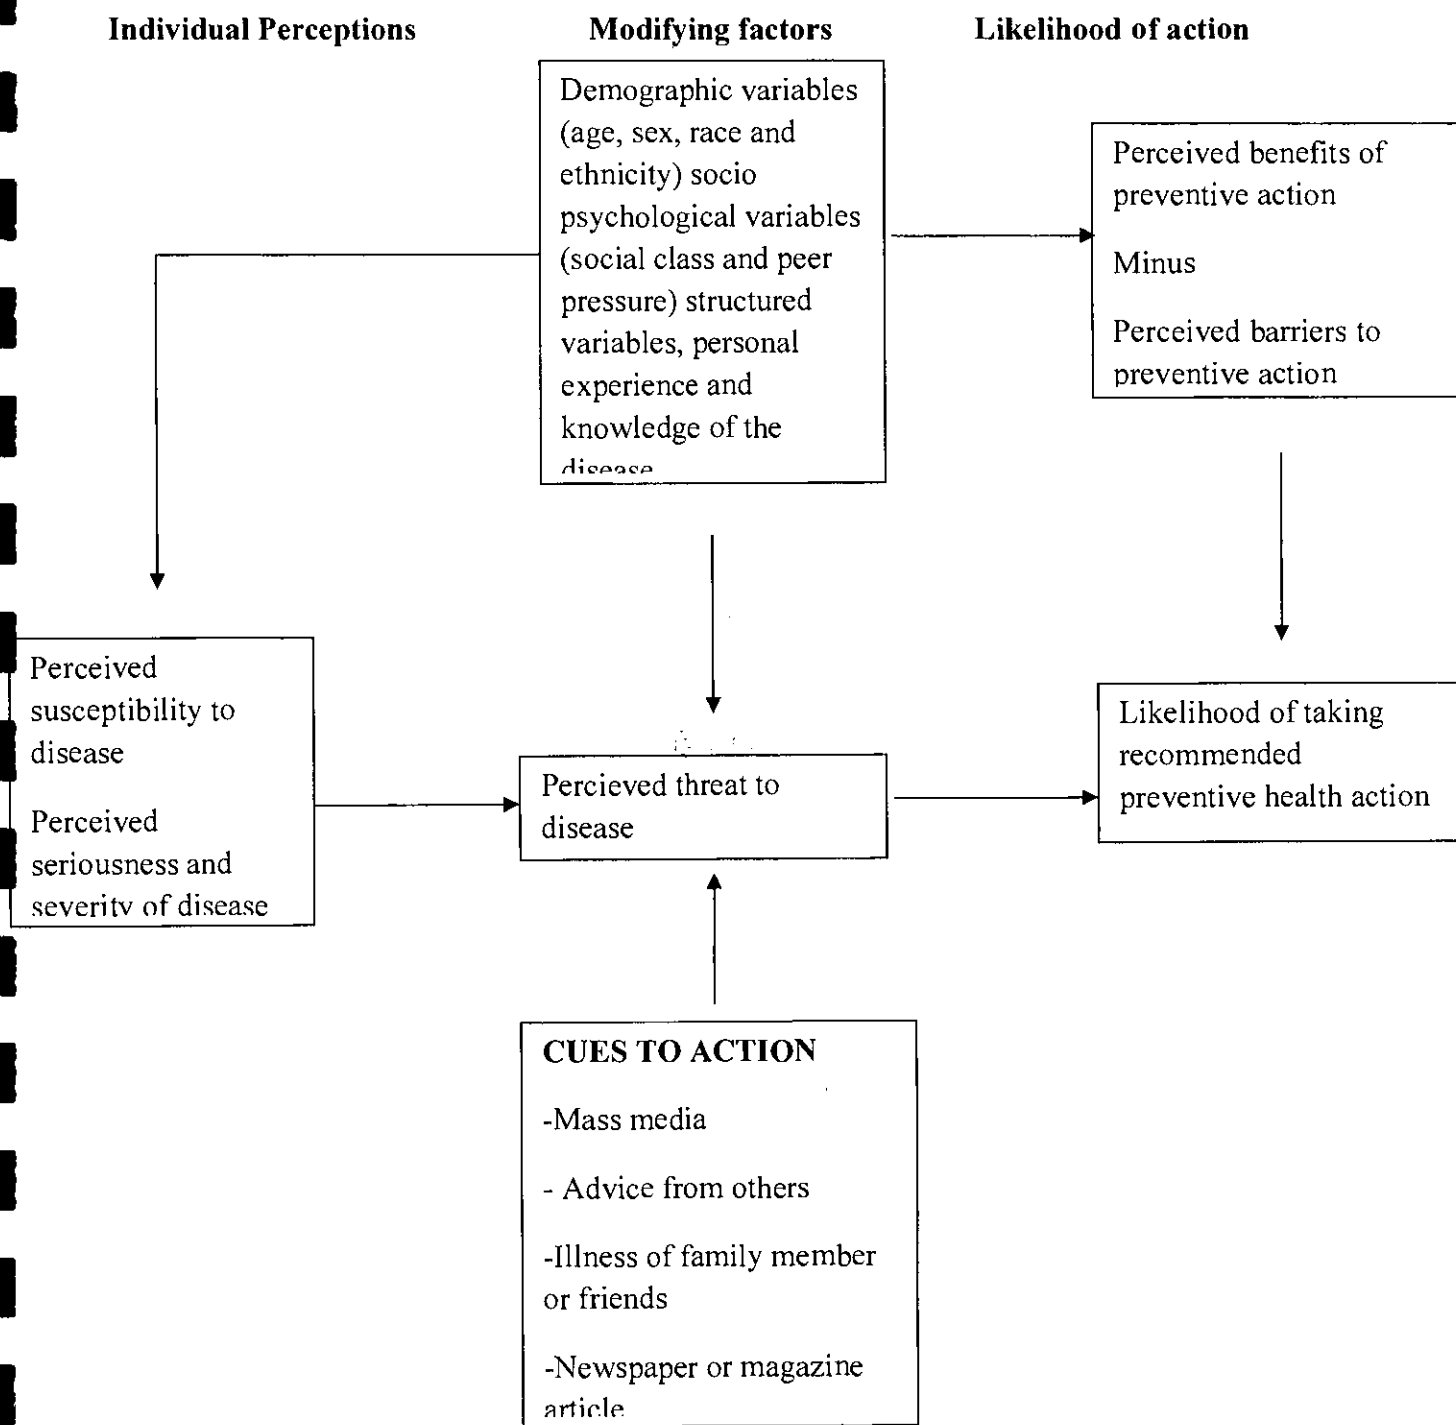 Individual Perceptions
Modifying factors
Likelihood of action
Demographic variables
(age, sex, race and
ethnicity) socio
psychological variables
(social class and peer
pressure) structured
variables, personal
experience and
knowledge of the
disease
Perceived benefits of
preventive action
Minus
Perceived barriers to
preventive action
Perceived
susceptibility to
disease
Perceived
seriousness and
severity of disease
Percieved threat to
disease
Likelihood of taking
recommended
preventive health action
CUES TO ACTION
-Mass media
- Advice from others
-Illness of family member
or friends
-Newspaper or magazine
article